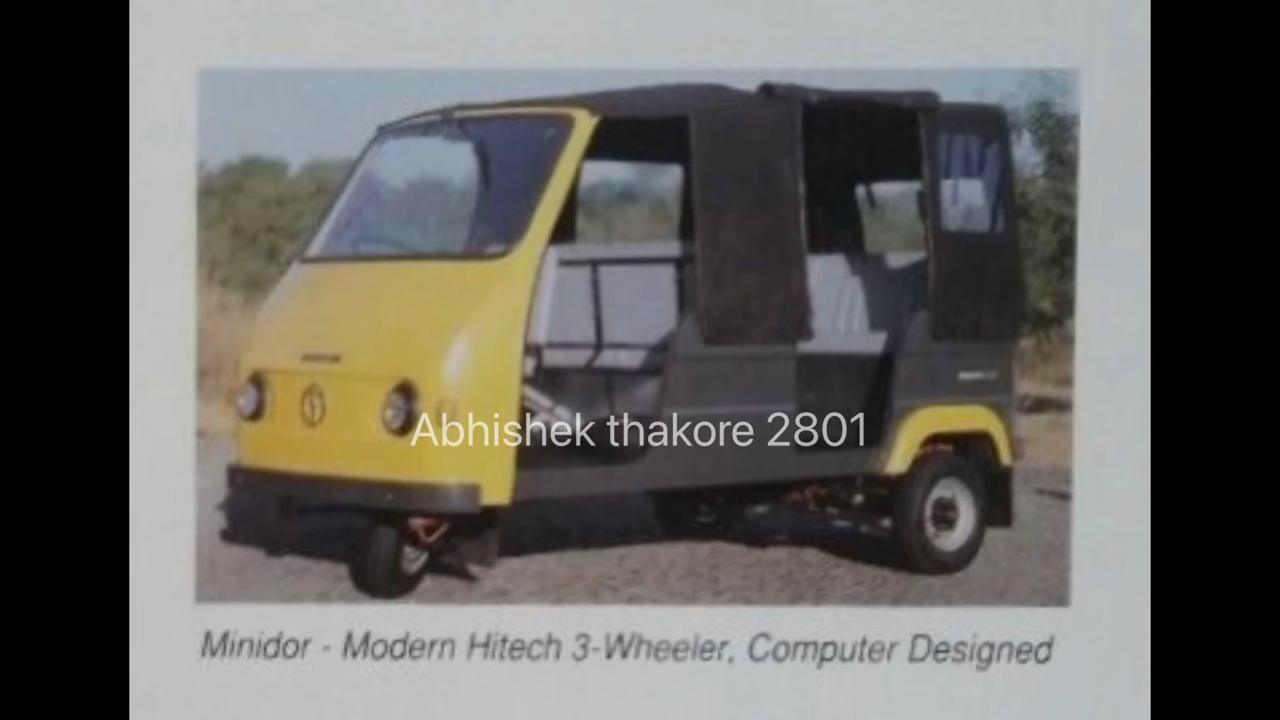 Abhishek thakore 2801
Minidor - Modern Hitech 3-Wheeler, Computer Designed